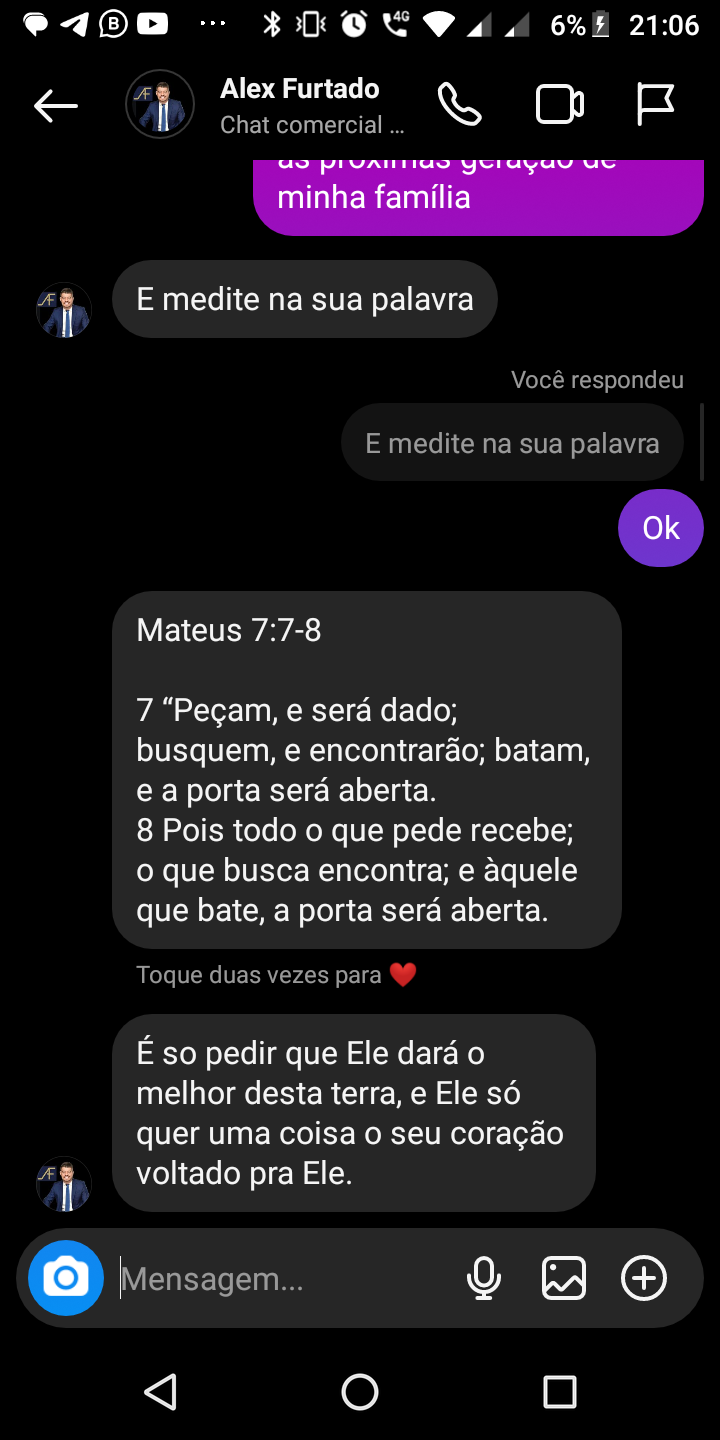 4G
6%
21:06
Alex Furtado
Chat comercial ...
as próximas geração de
minha família
E medite na sua palavra
Você respondeu
E medite na sua palavra
Ok
Mateus 7:7-8
7 “Peçam, e será dado;
busquem, e encontrarão; batam,
e a porta será aberta.
8 Pois todo o que pede recebe;
o que busca encontra; e àquele
que bate, a porta será aberta.
Toque duas vezes para ❤️
É so pedir que Ele dará o
melhor desta terra, e Ele só
quer uma coisa o seu coração
voltado pra Ele.
Mensagem...